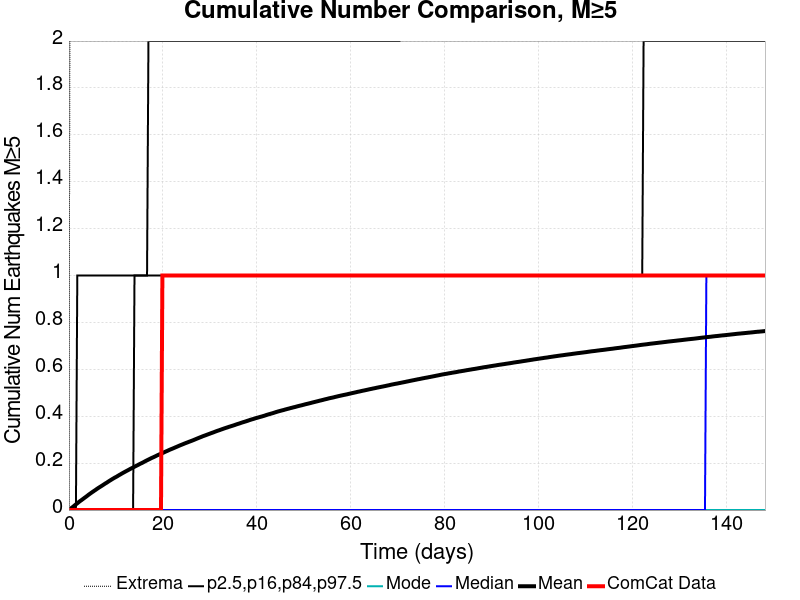 Cumulative Number Comparison, M≥5
Cumulative Num Earthquakes M≥5
2
1.8
1.6
1.4
1.2
1
0.8
0.6
0.4
0.2
0
0 20 40 60 80 100 120 140
Time (days)
Extrema p2.5,p16,p84,p97.5 Mode Median Mean ComCat Data